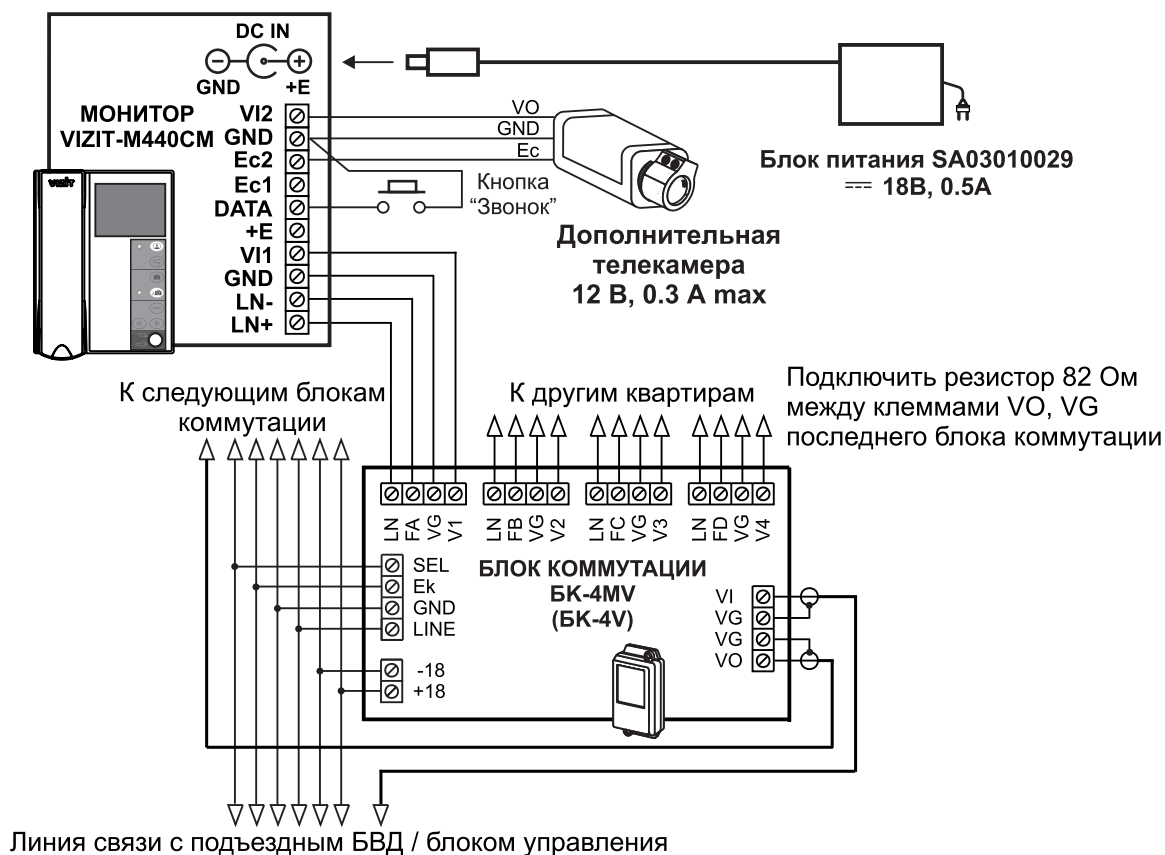 DC IN
GND +E
МОНИТОР
VIZIT-M440CM
VI2
GND
Ec2
Ec1
DATA
+E
VI1
GND
LN-
LN+
VIZIT
VO
GND
Ec
Кнопка
“Звонок”
Блок питания SA03010029
18В, 0.5А
Дополнительная
телекамера
12 В, 0.3 А max
К следующим блокам
коммутации
К другим квартирам
Подключить резистор 82 Ом
между клеммами VO, VG
последнего блока коммутации
LN FA VG V1
LN FB VG V2
LN FC VG V3
LN FD VG V4
SEL
Ek
GND
LINE
-18
+18
БЛОК КОММУТАЦИИ
БК-4MV
(БК-4V)
VI
VG
VG
VO
Линия связи с подъездным БВД / блоком управления